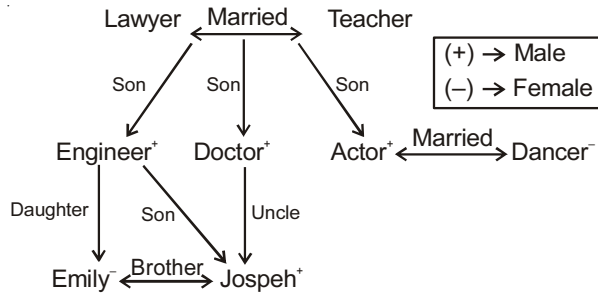 Lawyer Married Teacher
(+) → Male
(–) → Female
Son Son Son
Engineer+ Doctor+ Actor+ Married Dancer–
Daughter Son Uncle
Emily– Brother Jospeh+